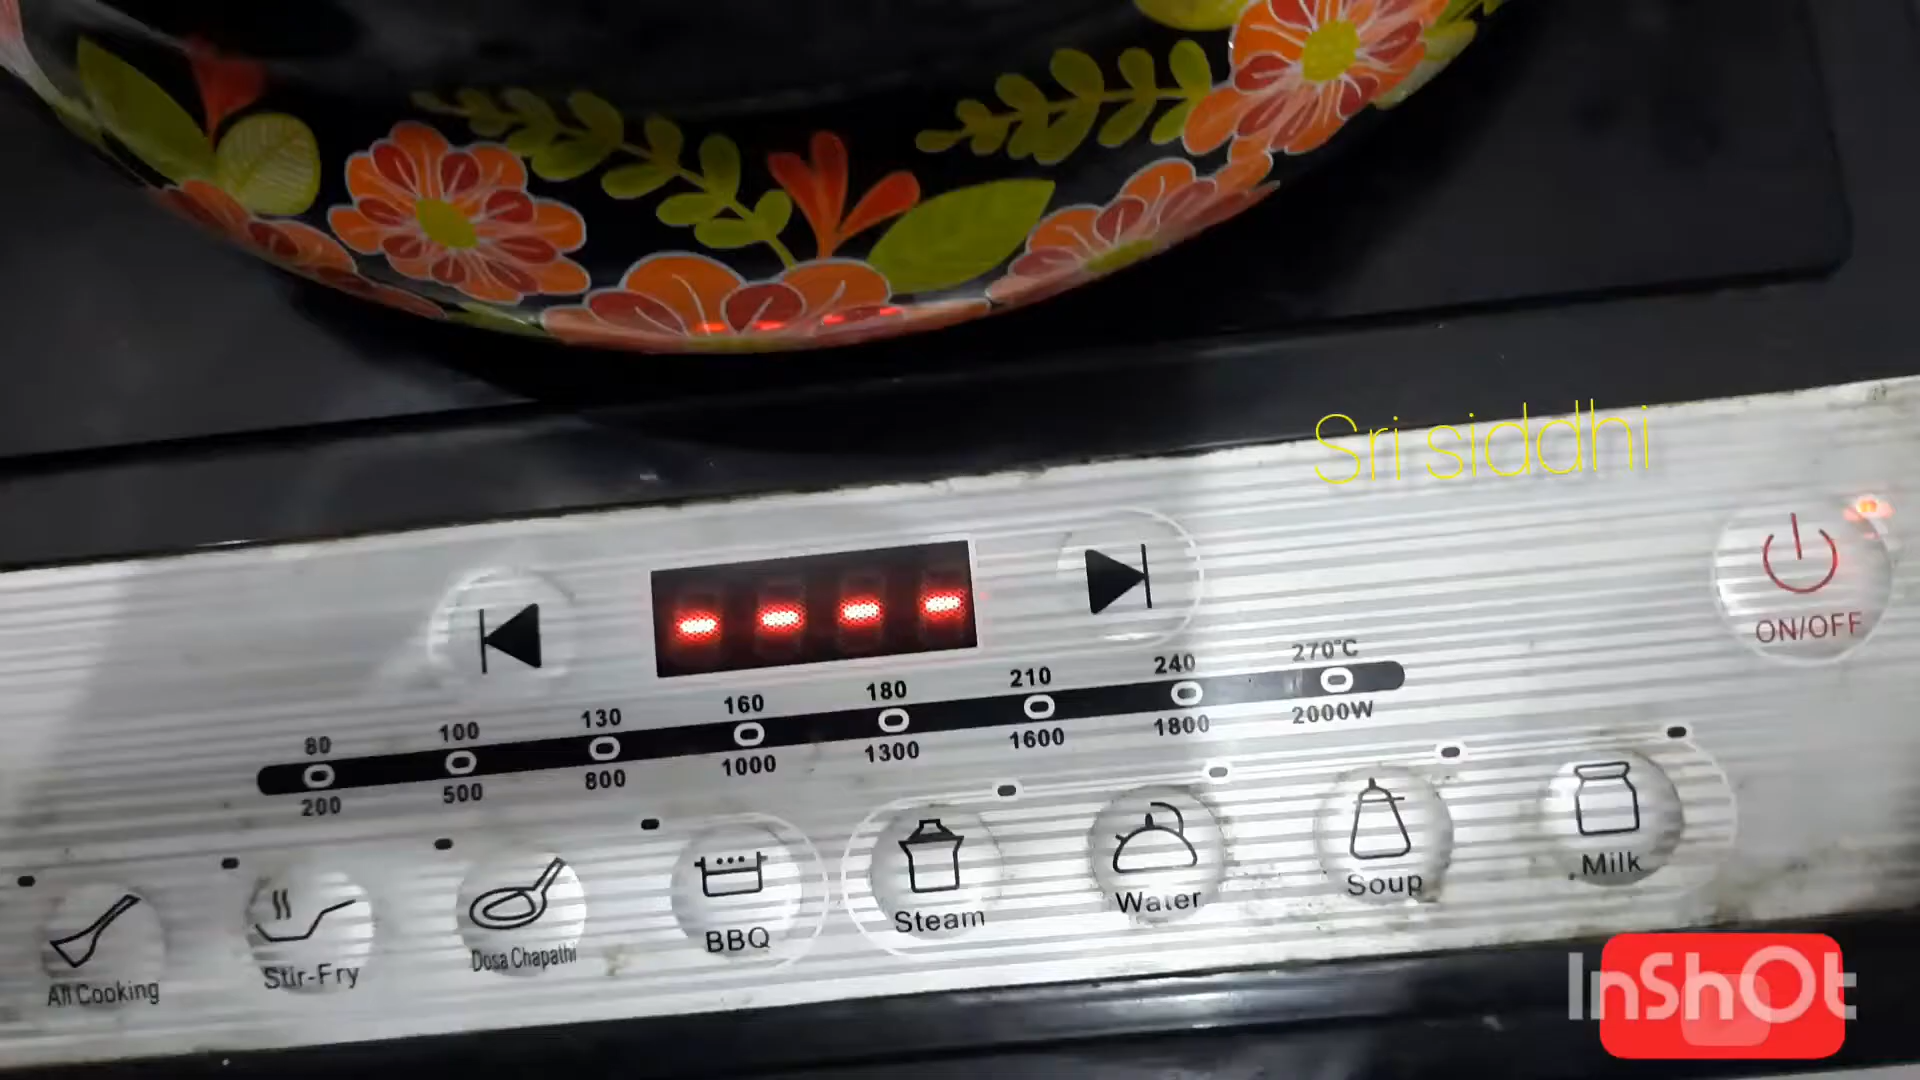 Sri siddhi
- - - -
ON/OFF
80 100 130 160 180 210 240 270°C
200 500 800 1000 1300 1600 1800 2000W
All Cooking Stir-Fry Dosa Chapathi BBQ Steam Water Soup Milk
InShOt